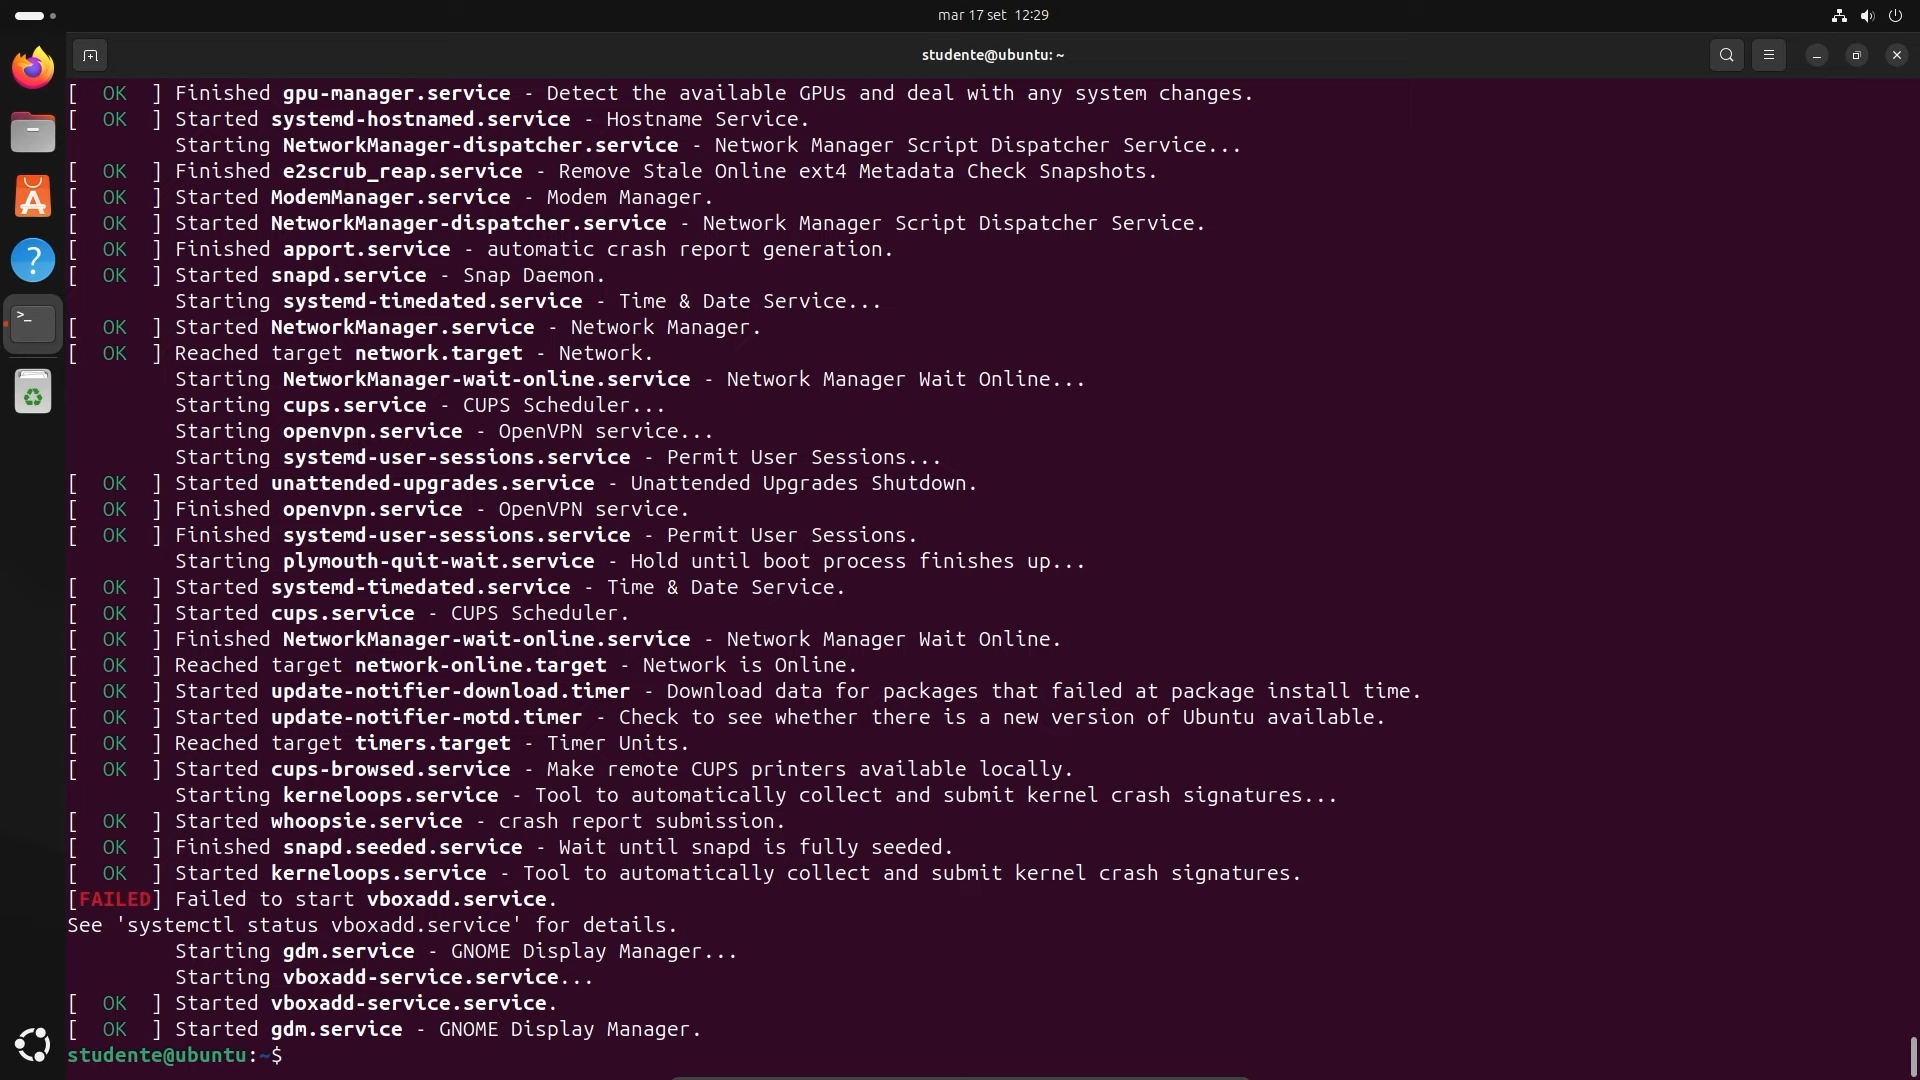 mar 17 set 12:29
studente@ubuntu: ~
[  OK  ] Finished gpu-manager.service - Detect the available GPUs and deal with any system changes.
[  OK  ] Started systemd-hostnamed.service - Hostname Service.
         Starting NetworkManager-dispatcher.service - Network Manager Script Dispatcher Service...
[  OK  ] Finished e2scrub_reap.service - Remove Stale Online ext4 Metadata Check Snapshots.
[  OK  ] Started ModemManager.service - Modem Manager.
[  OK  ] Started NetworkManager-dispatcher.service - Network Manager Script Dispatcher Service.
[  OK  ] Finished apport.service - automatic crash report generation.
[  OK  ] Started snapd.service - Snap Daemon.
         Starting systemd-timedated.service - Time & Date Service...
[  OK  ] Started NetworkManager.service - Network Manager.
[  OK  ] Reached target network.target - Network.
         Starting NetworkManager-wait-online.service - Network Manager Wait Online...
         Starting cups.service - CUPS Scheduler...
         Starting openvpn.service - OpenVPN service...
         Starting systemd-user-sessions.service - Permit User Sessions...
[  OK  ] Started unattended-upgrades.service - Unattended Upgrades Shutdown.
[  OK  ] Finished openvpn.service - OpenVPN service.
[  OK  ] Finished systemd-user-sessions.service - Permit User Sessions.
         Starting plymouth-quit-wait.service - Hold until boot process finishes up...
[  OK  ] Started systemd-timedated.service - Time & Date Service.
[  OK  ] Started cups.service - CUPS Scheduler.
[  OK  ] Finished NetworkManager-wait-online.service - Network Manager Wait Online.
[  OK  ] Reached target network-online.target - Network is Online.
[  OK  ] Started update-notifier-download.timer - Download data for packages that failed at package install time.
[  OK  ] Started update-notifier-motd.timer - Check to see whether there is a new version of Ubuntu available.
[  OK  ] Reached target timers.target - Timer Units.
[  OK  ] Started cups-browsed.service - Make remote CUPS printers available locally.
         Starting kerneloops.service - Tool to automatically collect and submit kernel crash signatures...
[  OK  ] Started whoopsie.service - crash report submission.
[  OK  ] Finished snapd.seeded.service - Wait until snapd is fully seeded.
[  OK  ] Started kerneloops.service - Tool to automatically collect and submit kernel crash signatures.
[FAILED] Failed to start vboxadd.service.
See 'systemctl status vboxadd.service' for details.
         Starting gdm.service - GNOME Display Manager...
         Starting vboxadd-service.service...
[  OK  ] Started vboxadd-service.service.
[  OK  ] Started gdm.service - GNOME Display Manager.
studente@ubuntu:~$